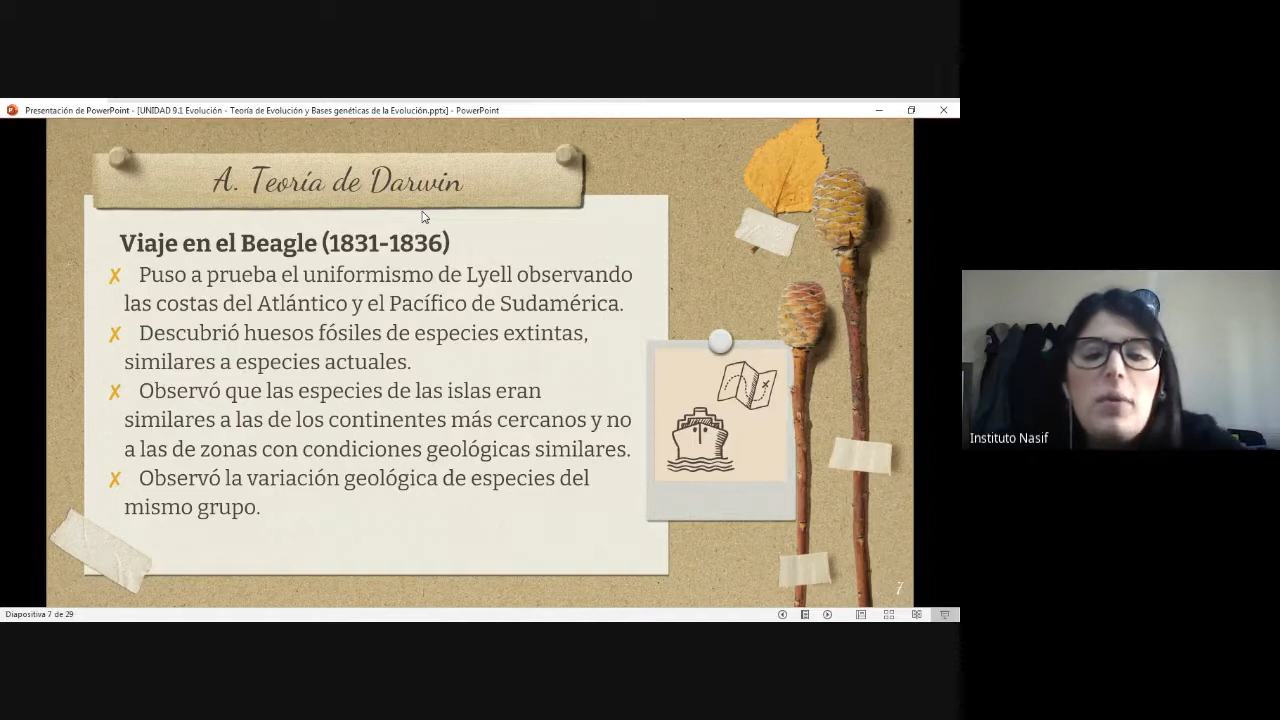 Presentación de PowerPoint - [UNIDAD 9.1 Evolución - Teoría de Evolución y Bases genéticas de la Evolución.pptx] - PowerPoint
A. Teoría de Darwin
Viaje en el Beagle (1831-1836)
✗ Puso a prueba el uniformismo de Lyell observando
las costas del Atlántico y el Pacífico de Sudamérica.
✗ Descubrió huesos fósiles de especies extintas,
similares a especies actuales.
✗ Observó que las especies de las islas eran
similares a las de los continentes más cercanos y no
a las de zonas con condiciones geológicas similares.
✗ Observó la variación geológica de especies del
mismo grupo.
7
Diapositiva 7 de 29
Instituto Nasif